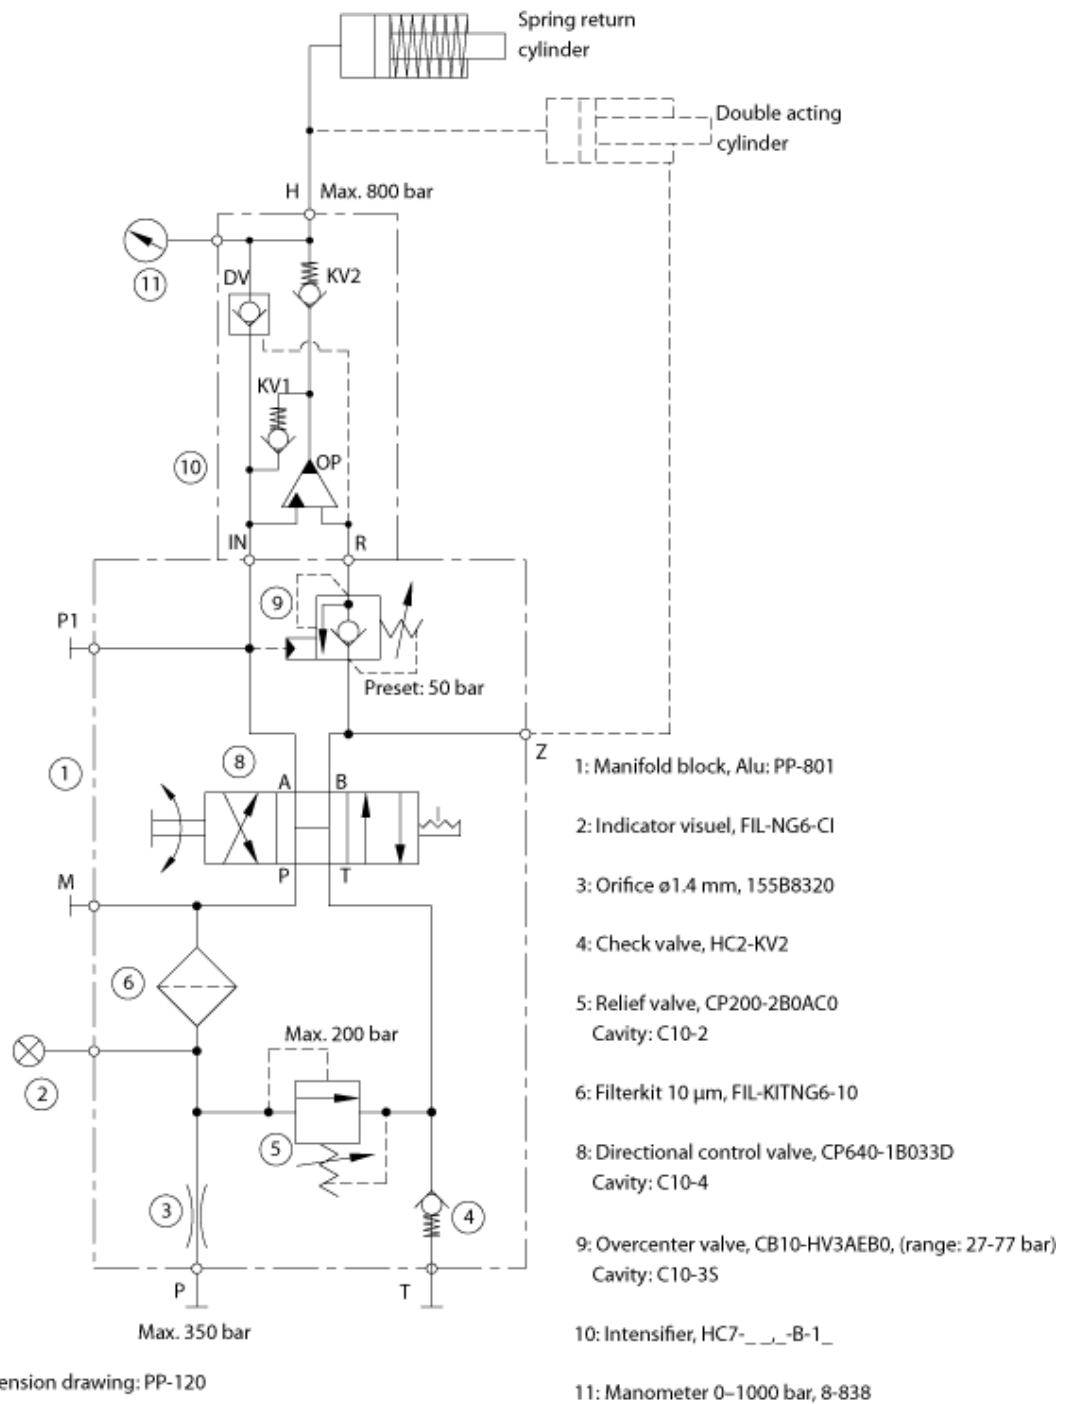 Spring return
cylinder
Double acting
cylinder
H Max. 800 bar
11
DV
KV2
KV1
10
OP
IN
R
9
P1
Preset: 50 bar
Z
8
1
A
B
P
T
M
6
2
Max. 200 bar
5
3
4
P
T
Max. 350 bar
ension drawing: PP-120
1: Manifold block, Alu: PP-801
2: Indicator visuel, FIL-NG6-CI
3: Orifice ø1.4 mm, 155B8320
4: Check valve, HC2-KV2
5: Relief valve, CP200-2B0AC0
Cavity: C10-2
6: Filterkit 10 µm, FIL-KITNG6-10
8: Directional control valve, CP640-1B033D
Cavity: C10-4
9: Overcenter valve, CB10-HV3AEB0, (range: 27-77 bar)
Cavity: C10-3S
10: Intensifier, HC7-_ _,_-B-1_
11: Manometer 0–1000 bar, 8-838